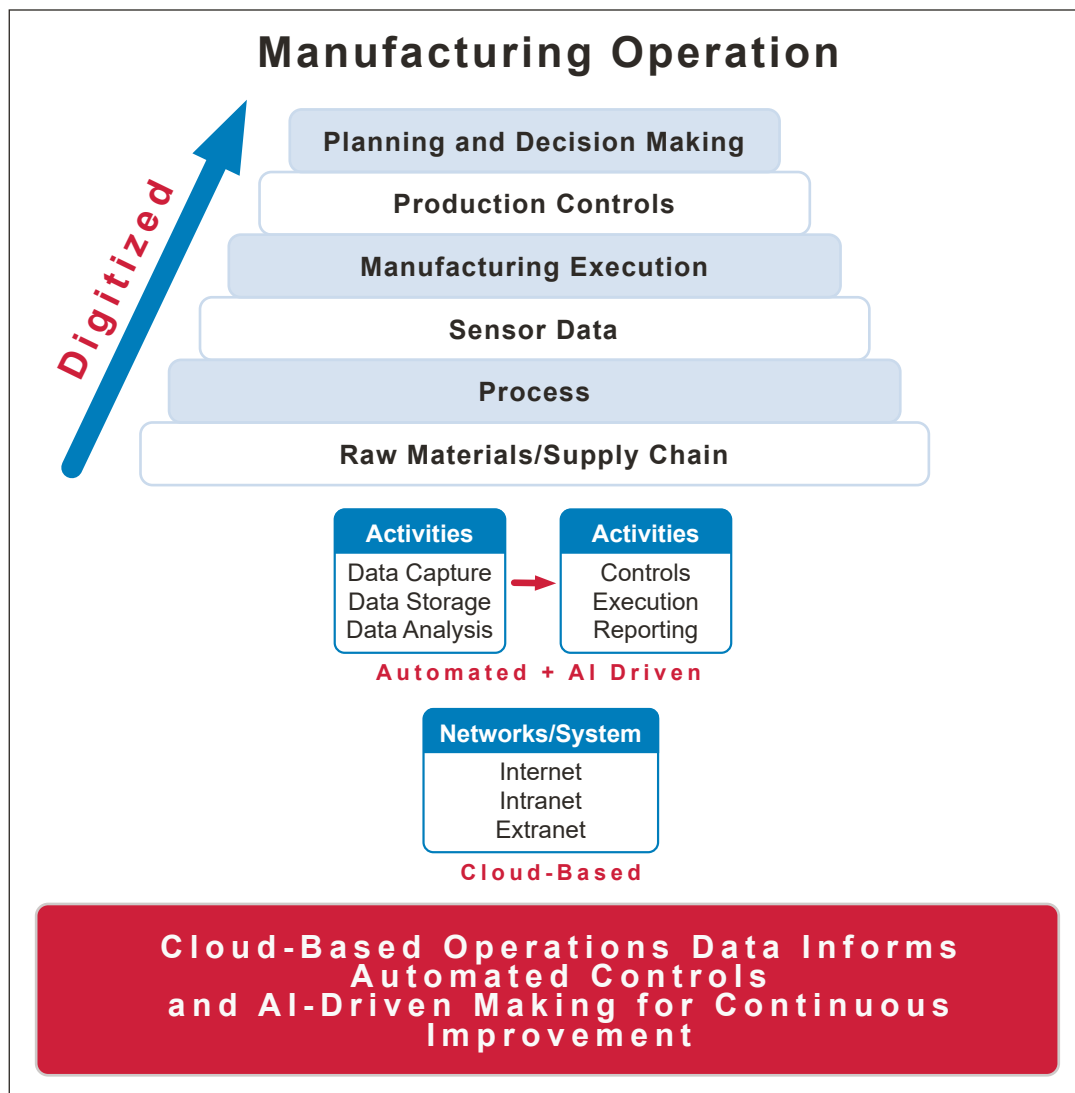 Manufacturing Operation
Digitized
Planning and Decision Making
Production Controls
Manufacturing Execution
Sensor Data
Process
Raw Materials/Supply Chain
Activities
Data Capture
Data Storage
Data Analysis
Activities
Controls
Execution
Reporting
Automated + AI Driven
Networks/System
Internet
Intranet
Extranet
Cloud-Based
Cloud-Based Operations Data Informs
Automated Controls
and AI-Driven Making for Continuous
Improvement